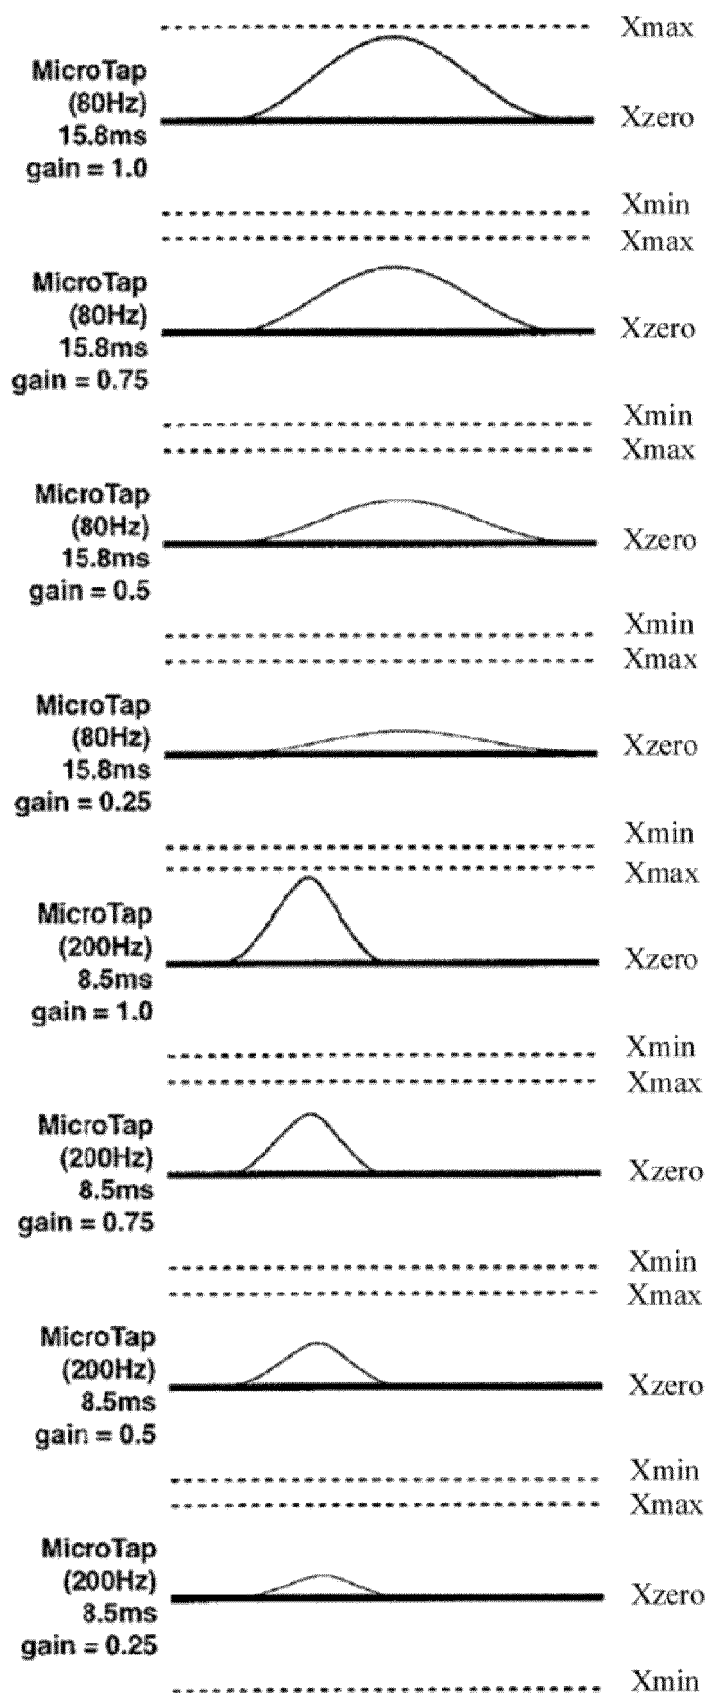 Xmax
MicroTap
(80Hz)
15.8ms
gain = 1.0
Xzero
Xmin
Xmax
MicroTap
(80Hz)
15.8ms
gain = 0.75
Xzero
Xmin
Xmax
MicroTap
(80Hz)
15.8ms
gain = 0.5
Xzero
Xmin
Xmax
MicroTap
(80Hz)
15.8ms
gain = 0.25
Xzero
Xmin
Xmax
MicroTap
(200Hz)
8.5ms
gain = 1.0
Xzero
Xmin
Xmax
MicroTap
(200Hz)
8.5ms
gain = 0.75
Xzero
Xmin
Xmax
MicroTap
(200Hz)
8.5ms
gain = 0.5
Xzero
Xmin
Xmax
MicroTap
(200Hz)
8.5ms
gain = 0.25
Xzero
Xmin